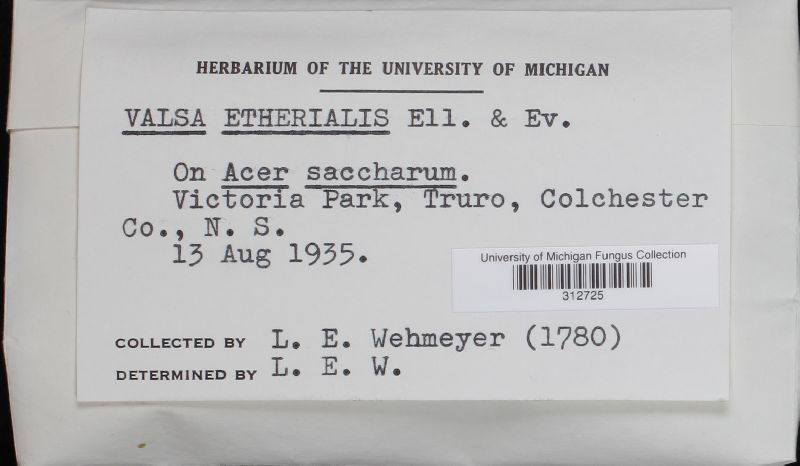 HERBARIUM OF THE UNIVERSITY OF MICHIGAN
VALSA ETHERIALIS Ell. & Ev.
On Acer saccharum.
Victoria Park, Truro, Colchester
Co., N. S.
13 Aug 1935.
University of Michigan Fungus Collection
312725
COLLECTED BY L. E. Wehmeyer (1780)
DETERMINED BY L. E. W.